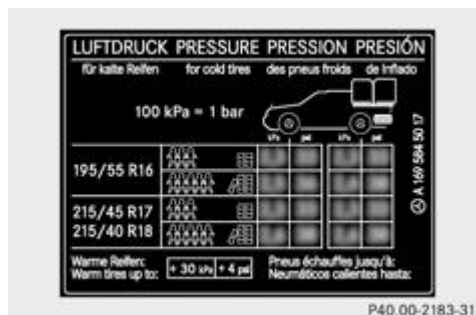 LUFTDRUCK PRESSURE PRESSION PRESIÓN
für kalte Reifen for cold tires des pneus froids de Inflado
100 kPa = 1 bar
kPa psi kPa psi
195/55 R16
215/45 R17
215/40 R18
A 169 584 50 17
Warme Reifen: + 30 kPa + 4 psi Pneus échauffes jusqu'à:
Warm tires up to: Neumáticos calientes hasta:
P40.00-2183-31